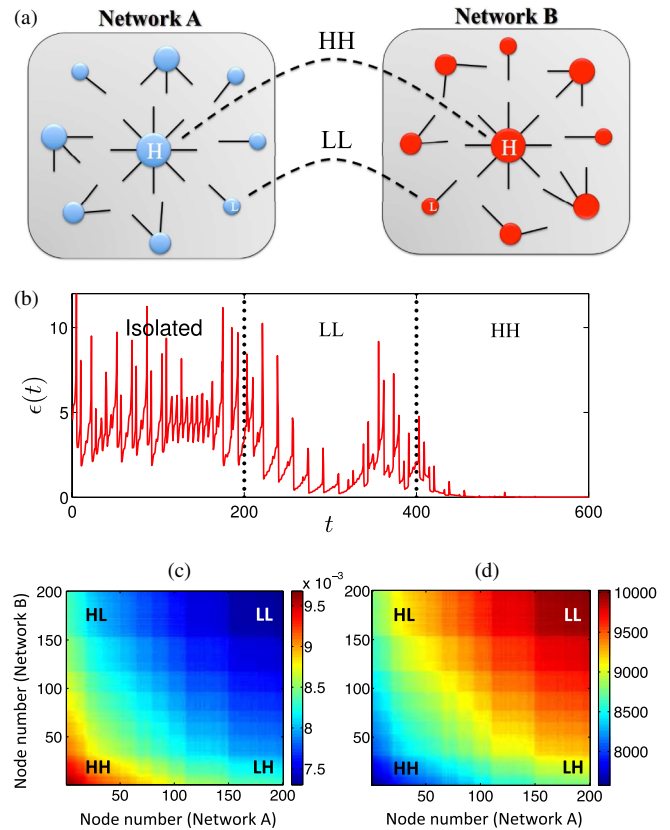 (a)
Network A
Network B
HH
LL
H
H
L
L
(b)
Isolated
LL
HH
10
5
0
ϵ(t)
0
200
400
600
t
(c)
(d)
x 10⁻³
200
150
100
50
Node number (Network B)
HL
LL
HH
LH
50
100
150
200
Node number (Network A)
9.5
9
8.5
8
7.5
200
150
100
50
HL
LL
HH
LH
50
100
150
200
Node number (Network A)
10000
9500
9000
8500
8000